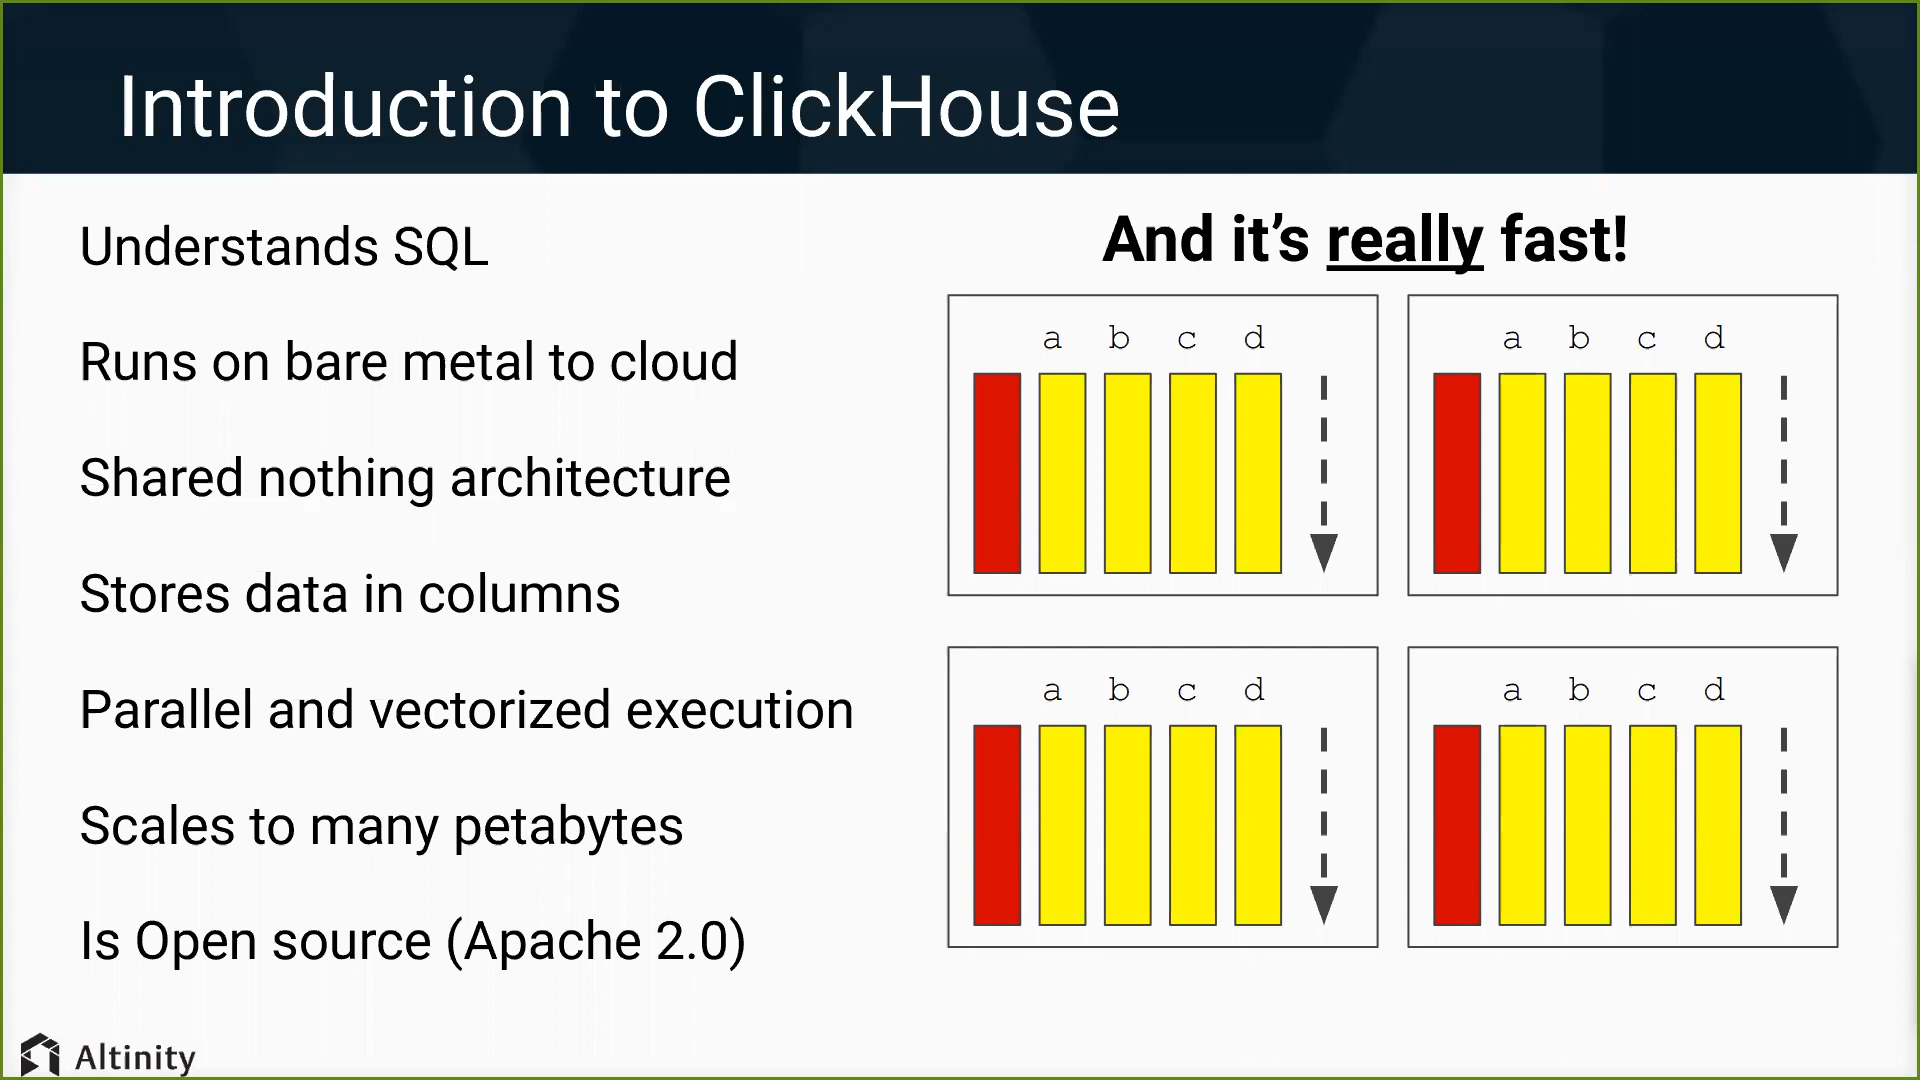 Introduction to ClickHouse
Understands SQL
Runs on bare metal to cloud
Shared nothing architecture
Stores data in columns
Parallel and vectorized execution
Scales to many petabytes
Is Open source (Apache 2.0)
And it’s really fast!
a b c d
a b c d
a b c d
a b c d
Altinity